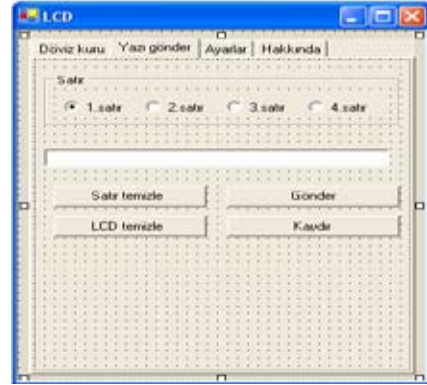 LCD
Döviz kuru Yazı gönder Ayarlar Hakkında
Satır
1.satır 2.satır 3.satır 4.satır
Satır temizle Gönder
LCD temizle Kaydır